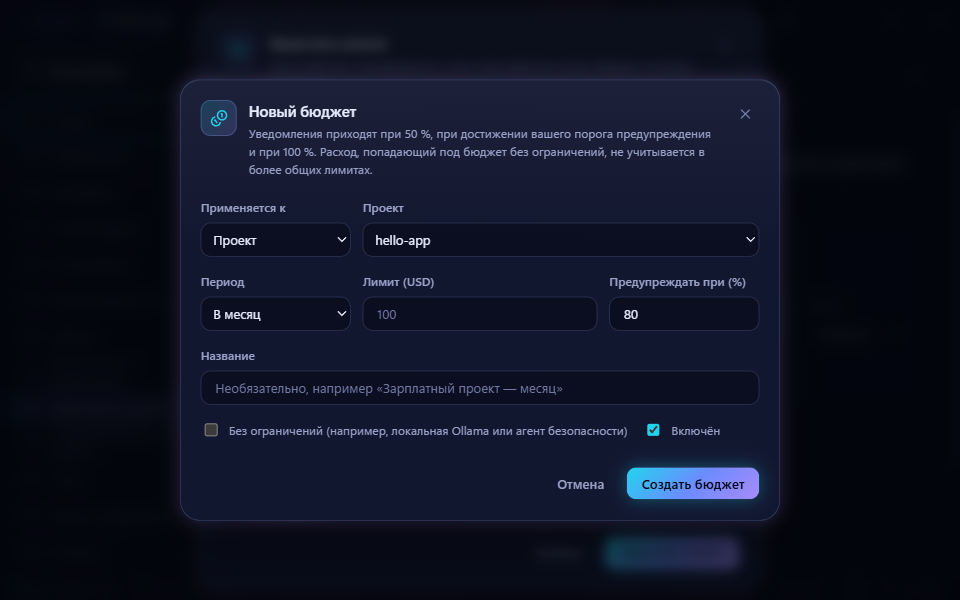 Новый бюджет
Уведомления приходят при 50 %, при достижении вашего порога предупреждения
и при 100 %. Расход, попадающий под бюджет без ограничений, не учитывается в
более общих лимитах.
Применяется к
Проект
Проект
hello-app
Период
Лимит (USD)
Предупреждать при (%)
В месяц
100
80
Название
Необязательно, например «Зарплатный проект — месяц»
Без ограничений (например, локальная Ollama или агент безопасности)
Включён
Отмена
Создать бюджет